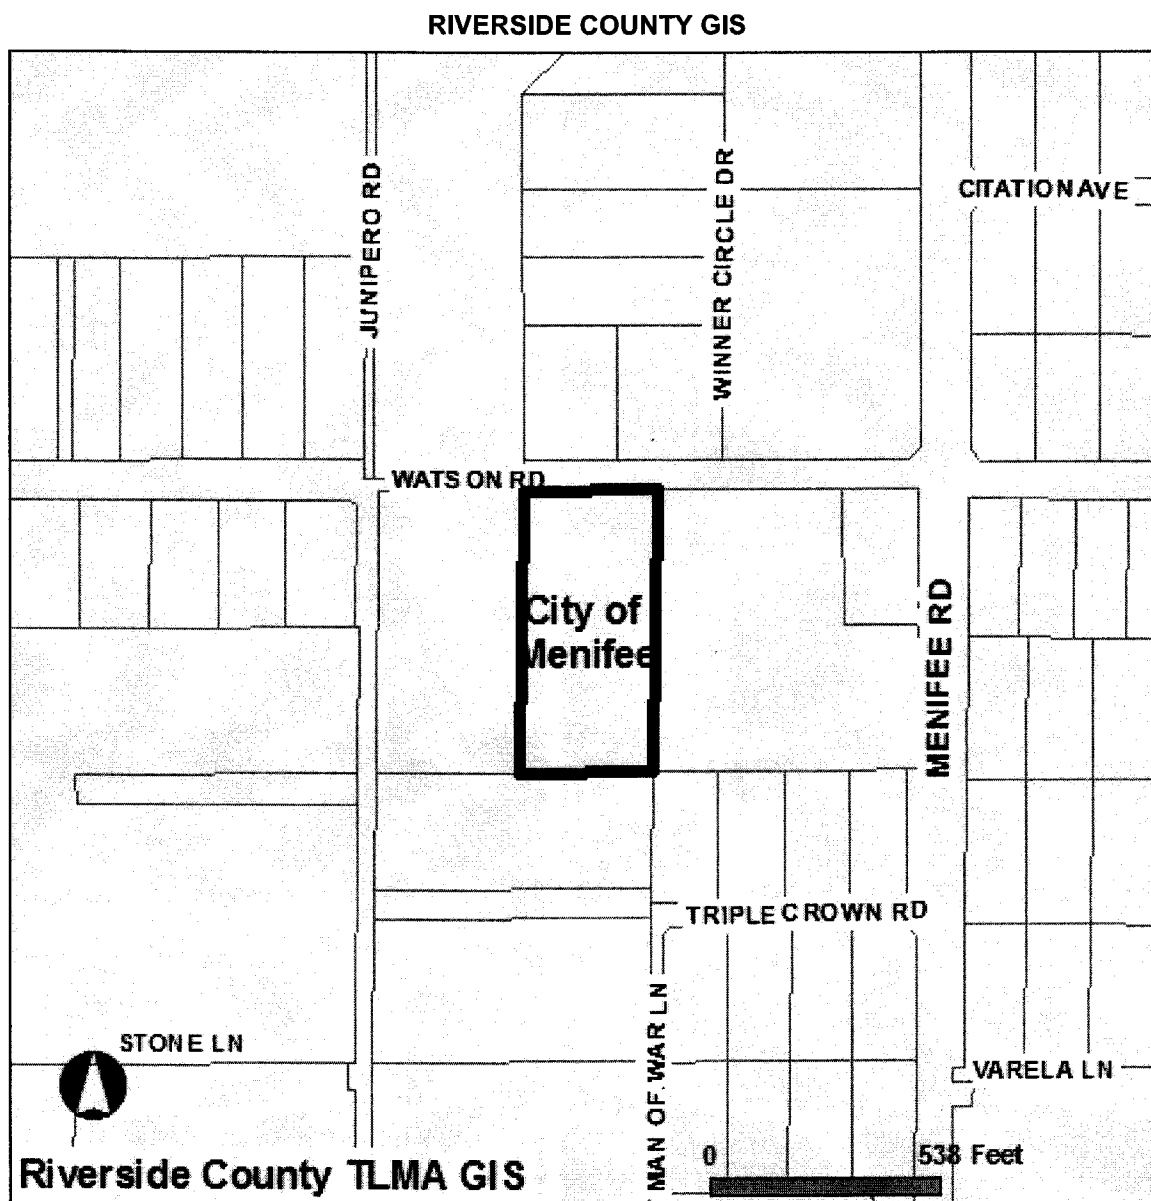 RIVERSIDE COUNTY GIS
JUNIPERO RD
WINNER CIRCLE DR
CITATION AVE
WATSON RD
City of
Menifee
MENIFEE RD
TRIPLE CROWN RD
MAN OF WAR LN
STONE LN
VARELA LN
0 538 Feet
Riverside County TLMA GIS